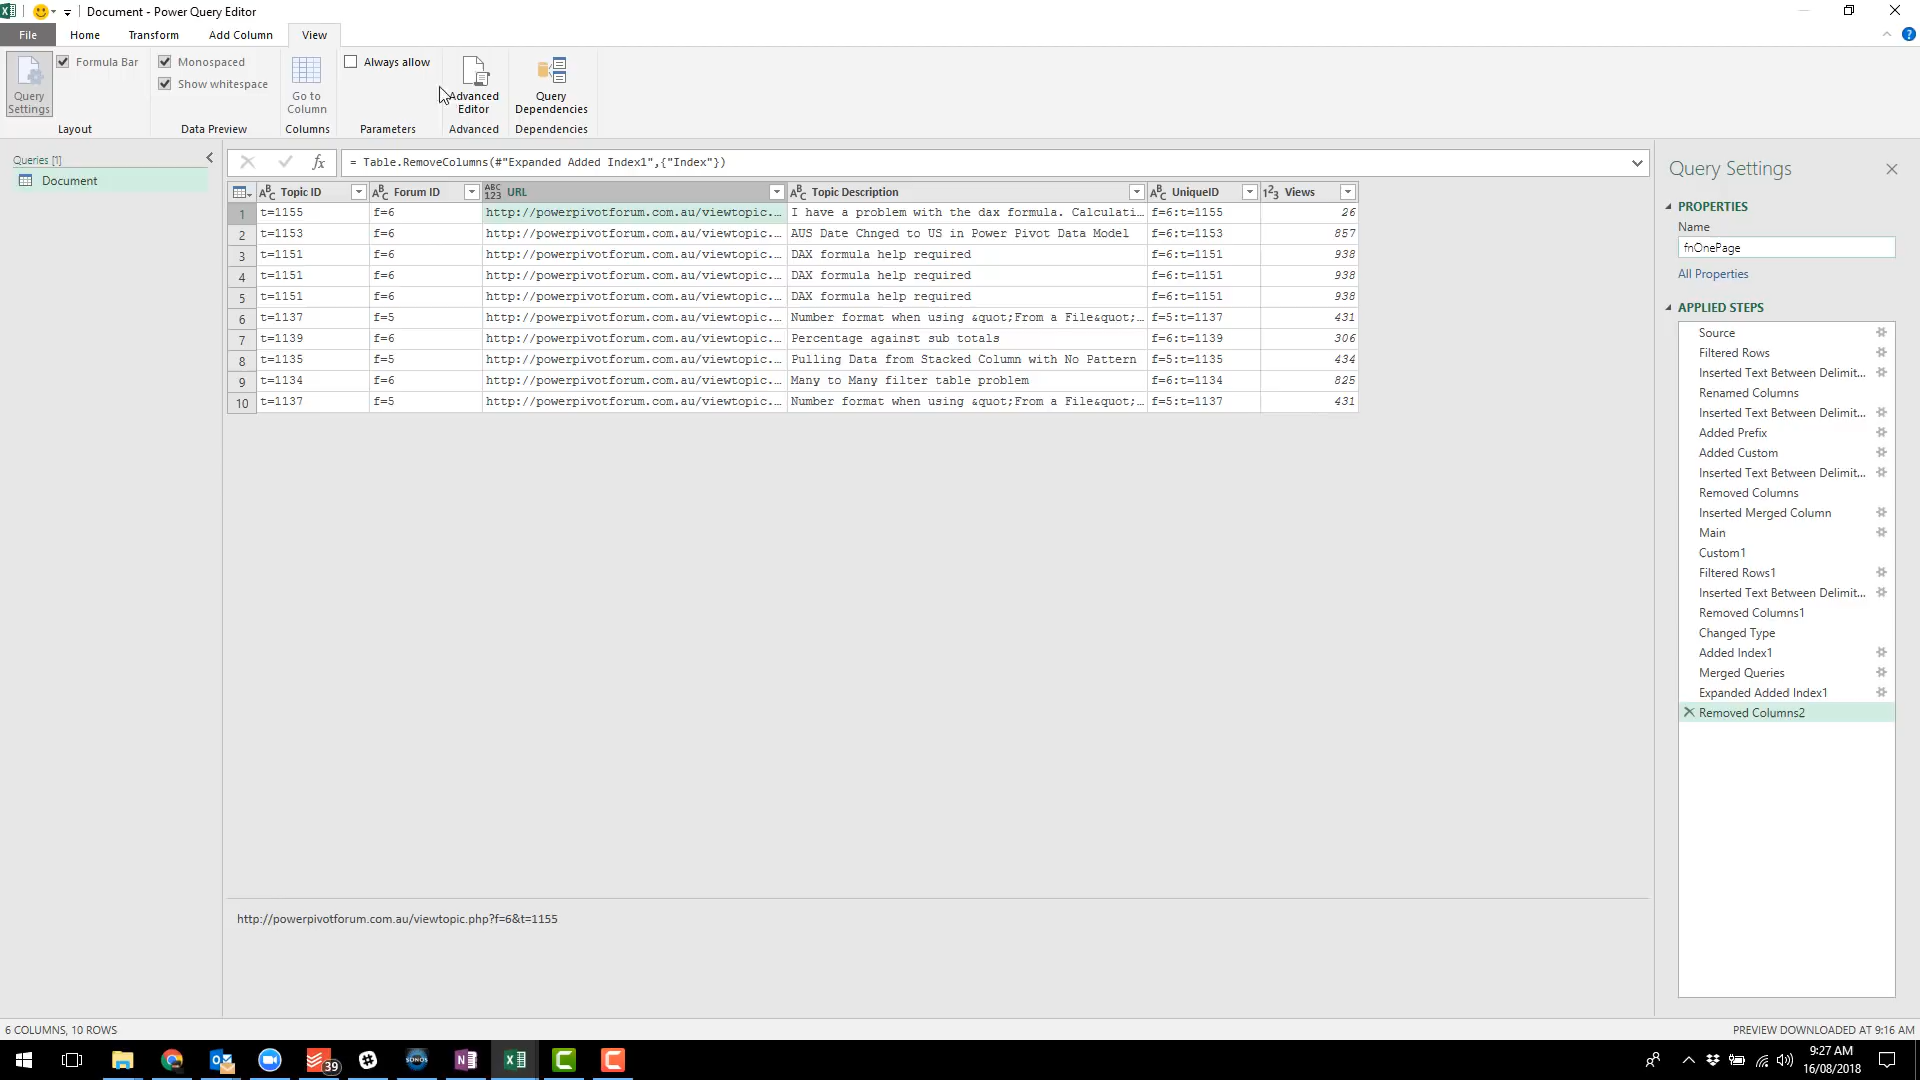 Document - Power Query Editor
File Home Transform Add Column View
Formula Bar Monospaced Always allow
Show whitespace
Query Settings
Go to Column
Advanced Editor
Query Dependencies
Layout Data Preview Columns Parameters Advanced Dependencies
Queries [1]
Document
fx = Table.RemoveColumns(#"Expanded Added Index1",{"Index"})
ABC Topic ID ABC Forum ID ABC 123 URL ABC Topic Description ABC UniqueID 123 Views
1 t=1155 f=6 http://powerpivotforum.com.au/viewtopic.... I have a problem with the dax formula. Calculati... f=6:t=1155 26
2 t=1153 f=6 http://powerpivotforum.com.au/viewtopic.... AUS Date Chnged to US in Power Pivot Data Model f=6:t=1153 857
3 t=1151 f=6 http://powerpivotforum.com.au/viewtopic.... DAX formula help required f=6:t=1151 938
4 t=1151 f=6 http://powerpivotforum.com.au/viewtopic.... DAX formula help required f=6:t=1151 938
5 t=1151 f=6 http://powerpivotforum.com.au/viewtopic.... DAX formula help required f=6:t=1151 938
6 t=1137 f=5 http://powerpivotforum.com.au/viewtopic.... Number format when using &quot;From a File&quot;... f=5:t=1137 431
7 t=1139 f=6 http://powerpivotforum.com.au/viewtopic.... Percentage against sub totals f=6:t=1139 306
8 t=1135 f=5 http://powerpivotforum.com.au/viewtopic.... Pulling Data from Stacked Column with No Pattern f=5:t=1135 434
9 t=1134 f=6 http://powerpivotforum.com.au/viewtopic.... Many to Many filter table problem f=6:t=1134 825
10 t=1137 f=5 http://powerpivotforum.com.au/viewtopic.... Number format when using &quot;From a File&quot;... f=5:t=1137 431
http://powerpivotforum.com.au/viewtopic.php?f=6&t=1155
Query Settings
PROPERTIES
Name
fnOnePage
All Properties
APPLIED STEPS
Source
Filtered Rows
Inserted Text Between Delimit...
Renamed Columns
Inserted Text Between Delimit...
Added Prefix
Added Custom
Inserted Text Between Delimit...
Removed Columns
Inserted Merged Column
Main
Custom1
Filtered Rows1
Inserted Text Between Delimit...
Removed Columns1
Changed Type
Added Index1
Merged Queries
Expanded Added Index1
Removed Columns2
6 COLUMNS, 10 ROWS PREVIEW DOWNLOADED AT 9:16 AM
39 SONOS
9:27 AM
16/08/2018